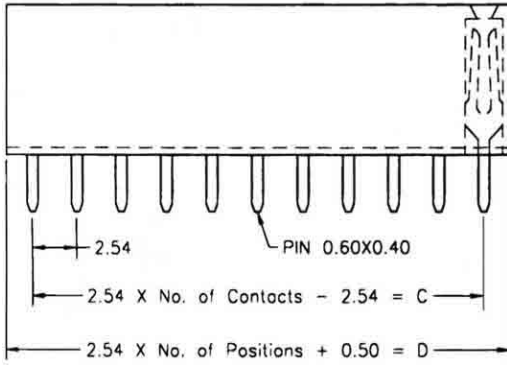 2.54
PIN 0.60X0.40
2.54 X No. of Contacts - 2.54 = C
2.54 X No. of Positions + 0.50 = D